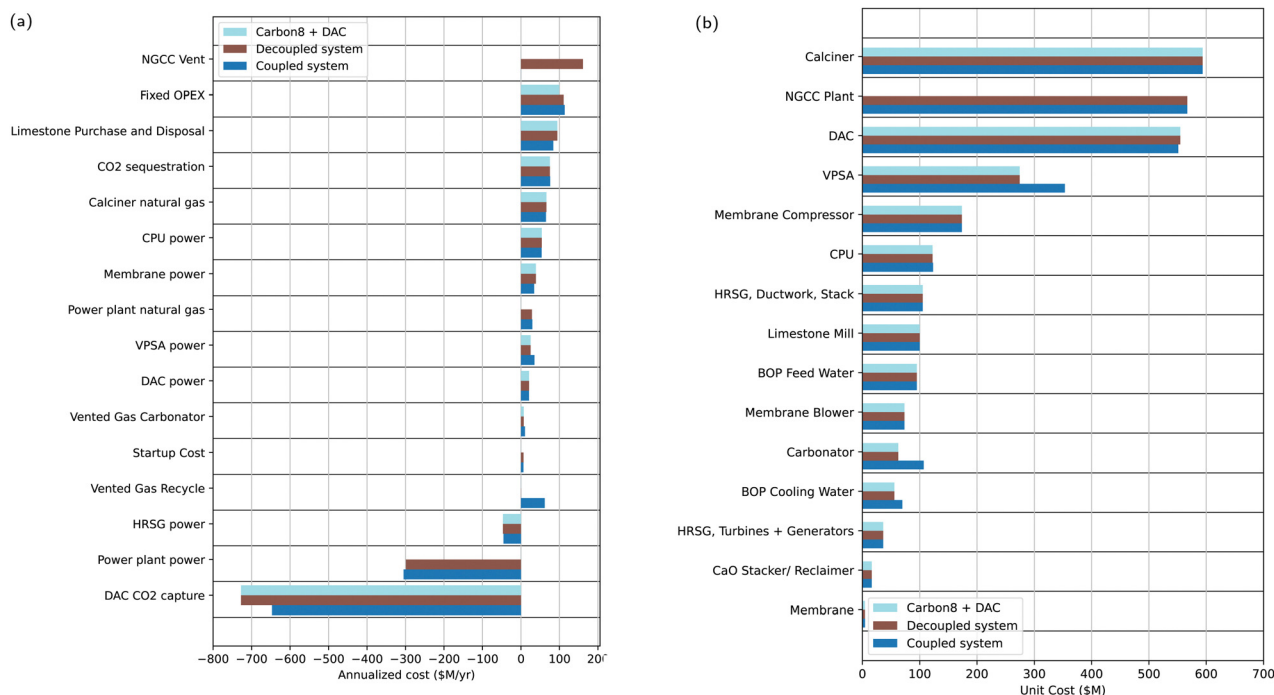 (a)
Carbon8 + DAC
Decoupled system
Coupled system
NGCC Vent
Fixed OPEX
Limestone Purchase and Disposal
CO2 sequestration
Calciner natural gas
CPU power
Membrane power
Power plant natural gas
VPSA power
DAC power
Vented Gas Carbonator
Startup Cost
Vented Gas Recycle
HRSG power
Power plant power
DAC CO2 capture
−800 −700 −600 −500 −400 −300 −200 −100 0 100 200
Annualized cost ($M/yr)
(b)
Calciner
NGCC Plant
DAC
VPSA
Membrane Compressor
CPU
HRSG, Ductwork, Stack
Limestone Mill
BOP Feed Water
Membrane Blower
Carbonator
BOP Cooling Water
HRSG, Turbines + Generators
CaO Stacker/ Reclaimer
Membrane
Carbon8 + DAC
Decoupled system
Coupled system
0 100 200 300 400 500 600 700
Unit Cost ($M)